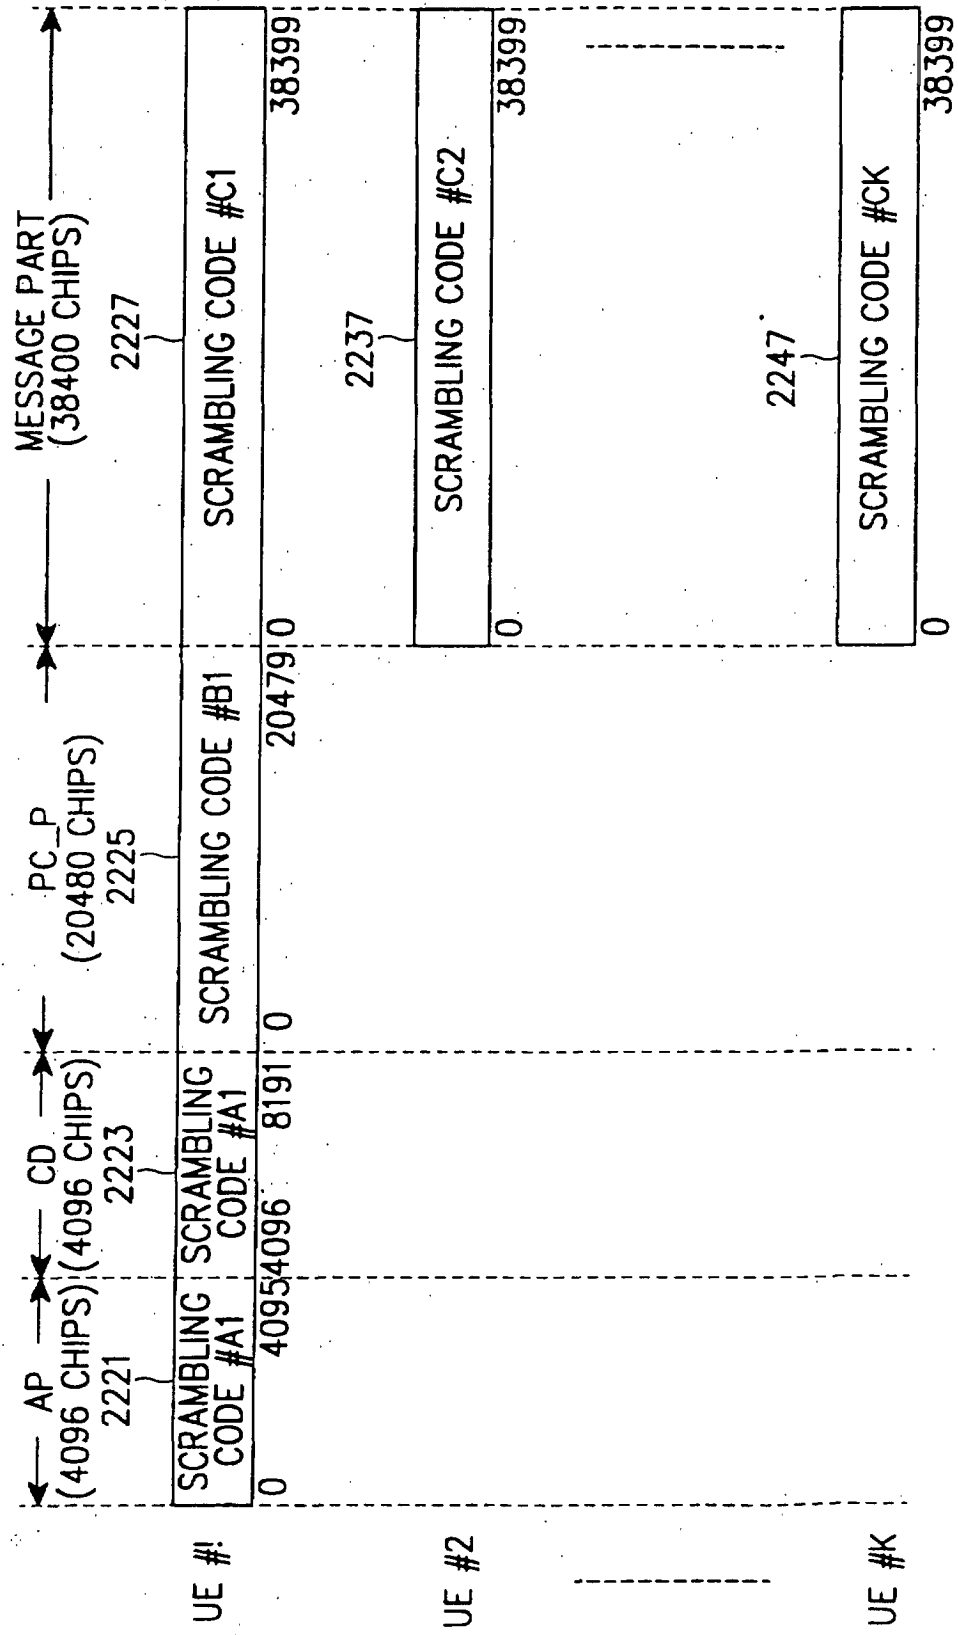 AP
(4096 CHIPS)
2221
CD
(4096 CHIPS)
2223
PC_P
(20480 CHIPS)
2225
MESSAGE PART
(38400 CHIPS)
2227
UE #!
SCRAMBLING
CODE #A1
SCRAMBLING
CODE #A1
SCRAMBLING CODE #B1
SCRAMBLING CODE #C1
0
4095
4096
8191
0
20479
0
38399
2237
UE #2
SCRAMBLING CODE #C2
0
38399
2247
UE #K
SCRAMBLING CODE #CK
0
38399